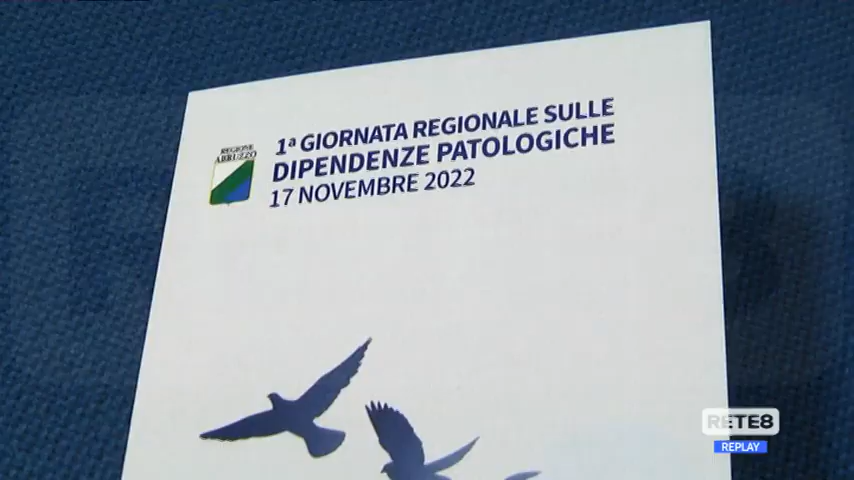 1ª GIORNATA REGIONALE SULLE
DIPENDENZE PATOLOGICHE
17 NOVEMBRE 2022
REGIONE
ABRUZZO
RETE8
REPLAY